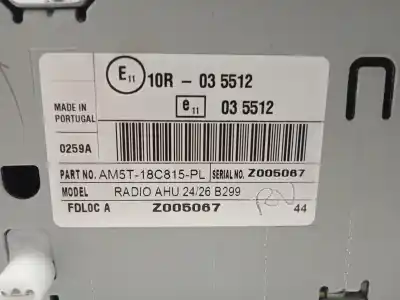 E11 10R - 03 5512
e11 03 5512
MADE IN
PORTUGAL
0259A
PART NO. AM5T-18C815-PL SERIAL NO. Z005067
MODEL RADIO AHU 24/26 B299
FDLOC A Z005067 44